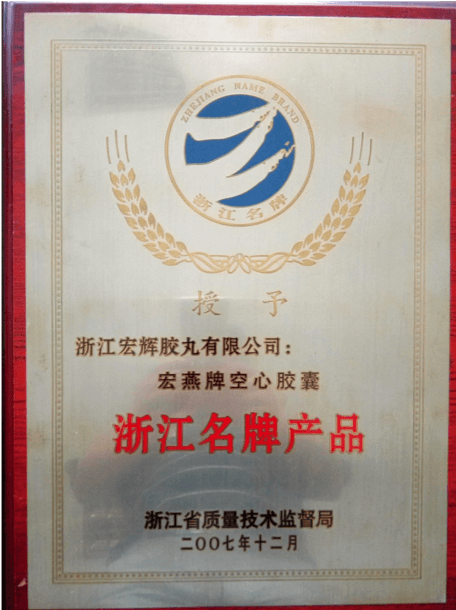 ZHEJIANG NAME BRAND
浙江名牌
授予
浙江宏辉胶丸有限公司：
宏燕牌空心胶囊
浙江名牌产品
浙江省质量技术监督局
二〇〇七年十二月